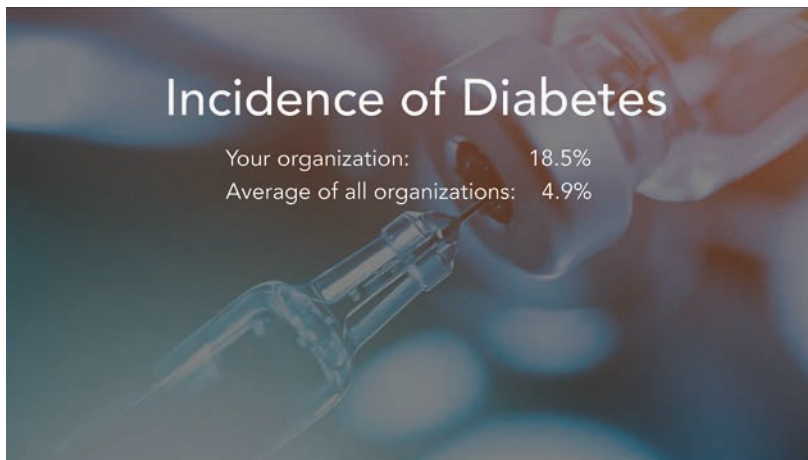 Incidence of Diabetes
Your organization: 18.5%
Average of all organizations: 4.9%